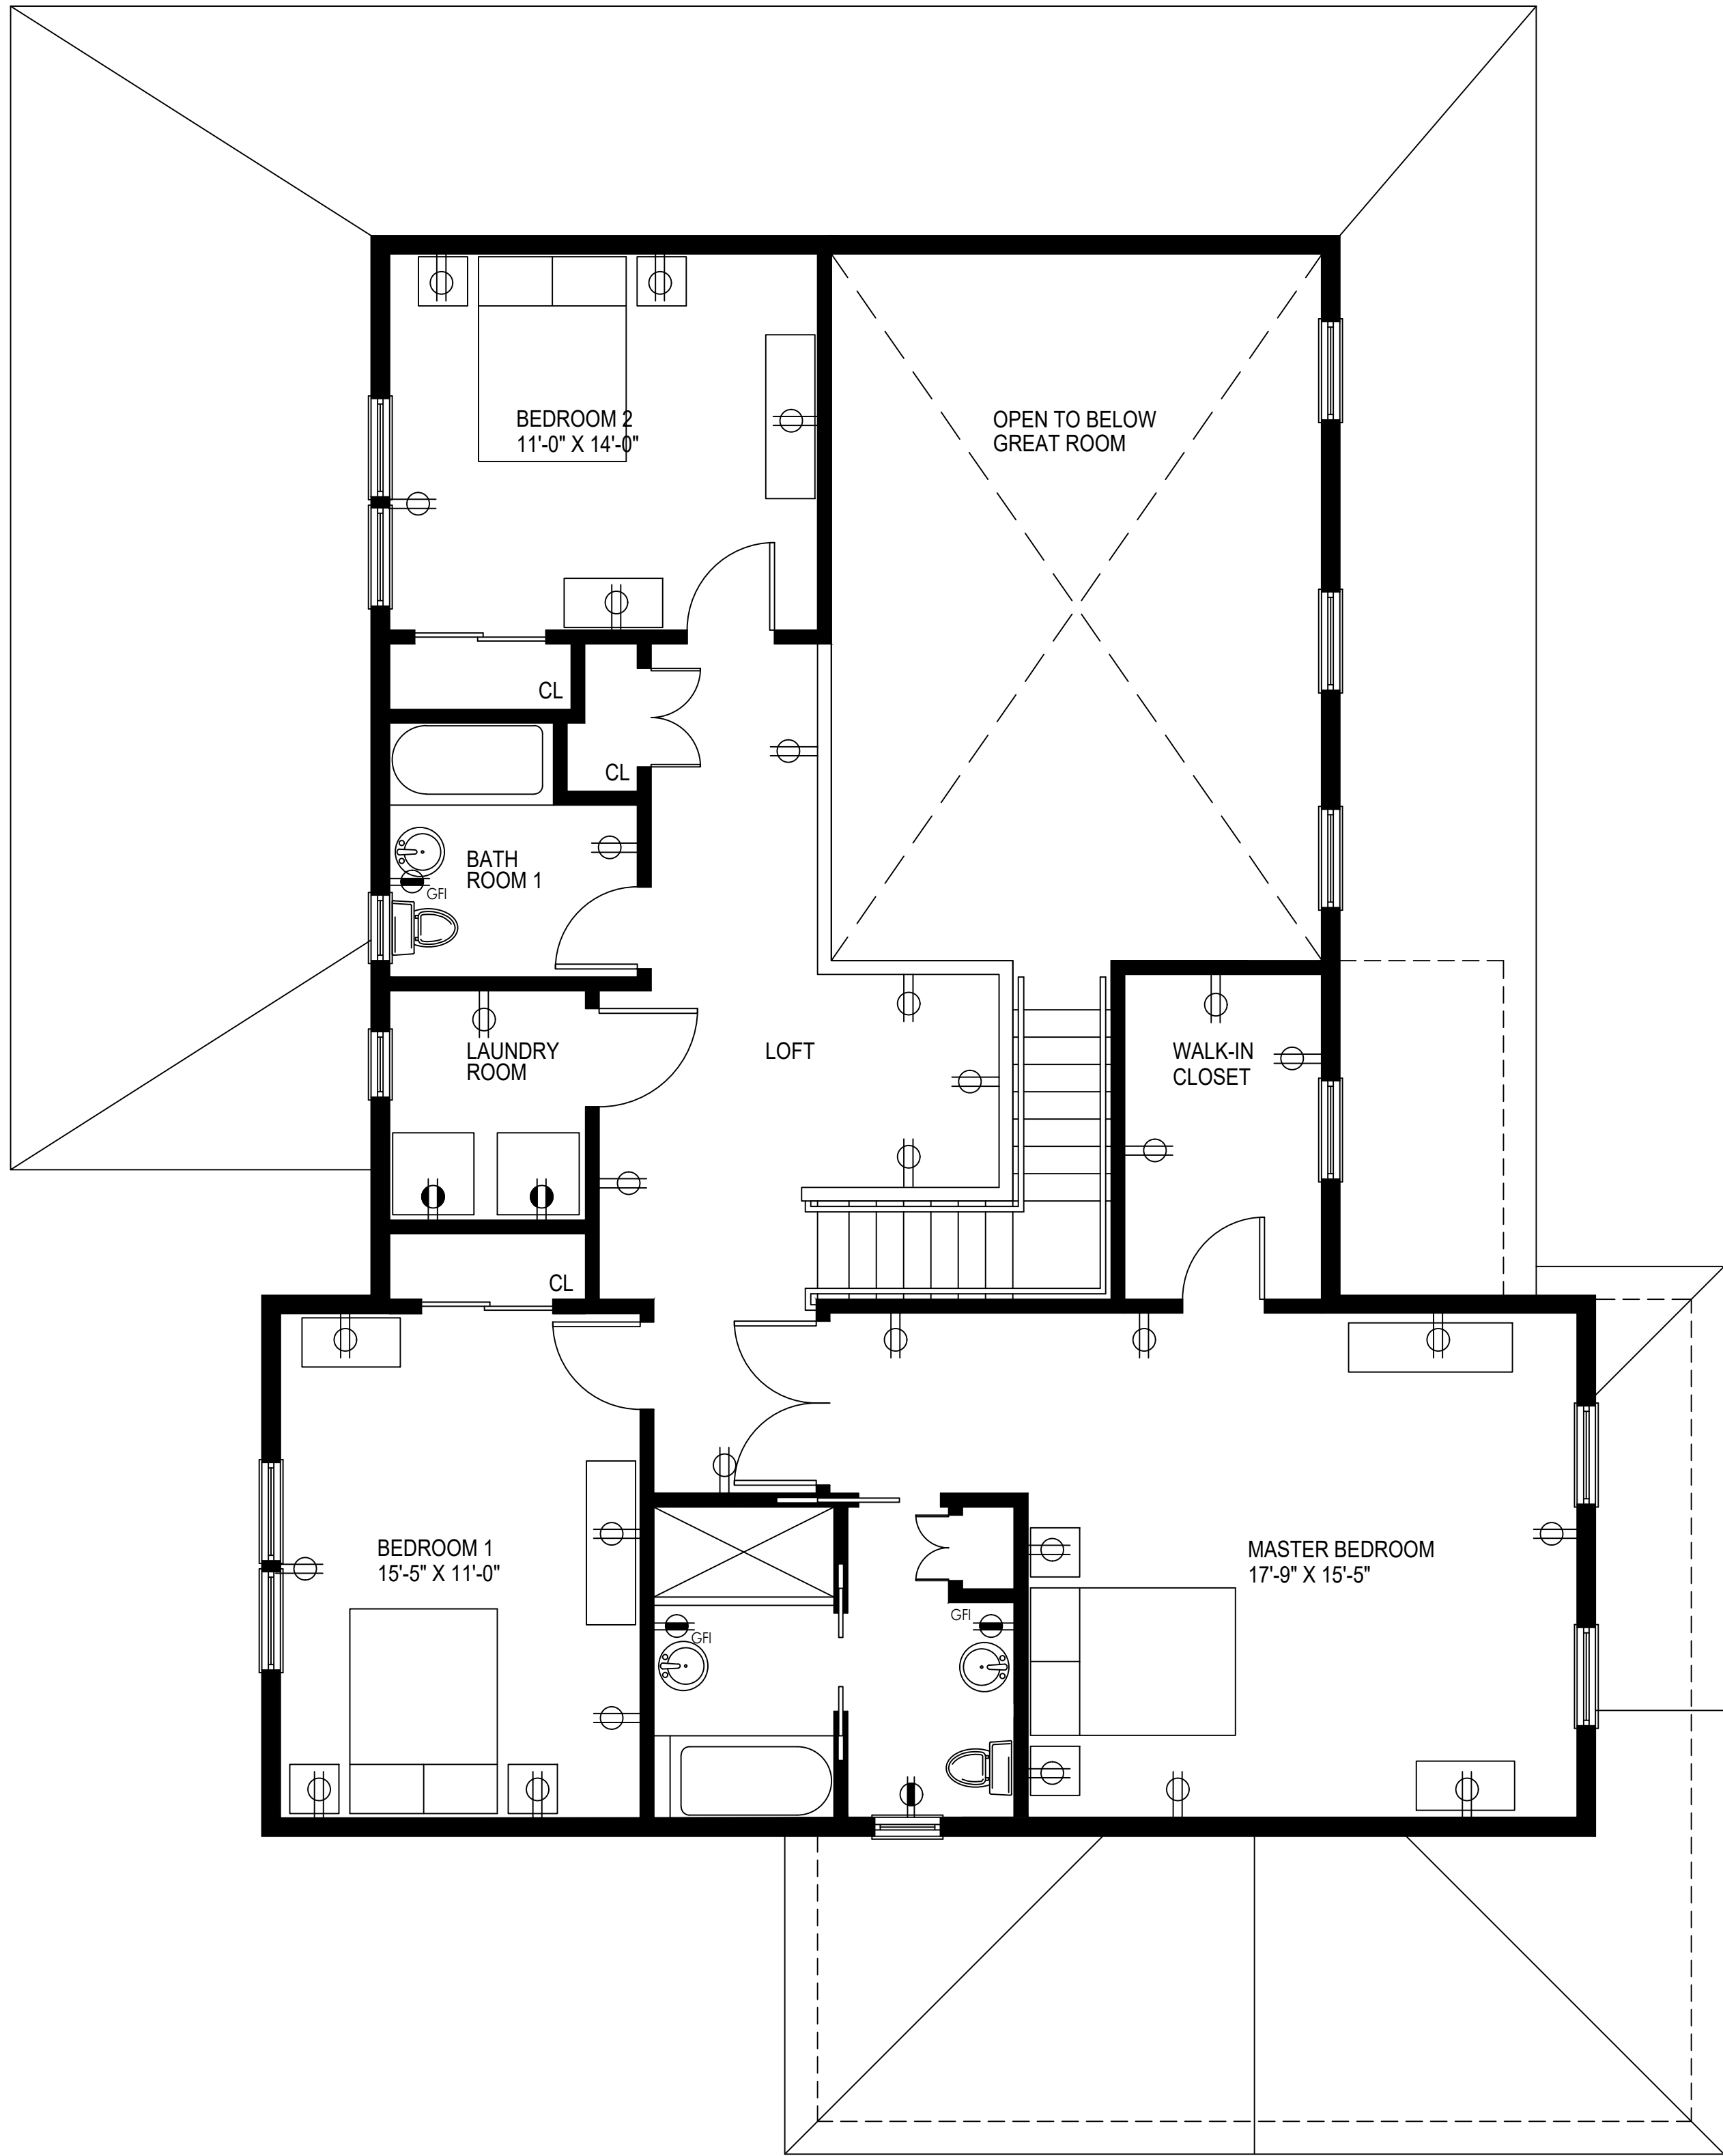 BEDROOM 2
11'-0" X 14'-0"
OPEN TO BELOW
GREAT ROOM
CL
CL
BATH
ROOM 1
GFI
LAUNDRY
ROOM
LOFT
WALK-IN
CLOSET
CL
BEDROOM 1
15'-5" X 11'-0"
MASTER BEDROOM
17'-9" X 15'-5"
GFI
GFI